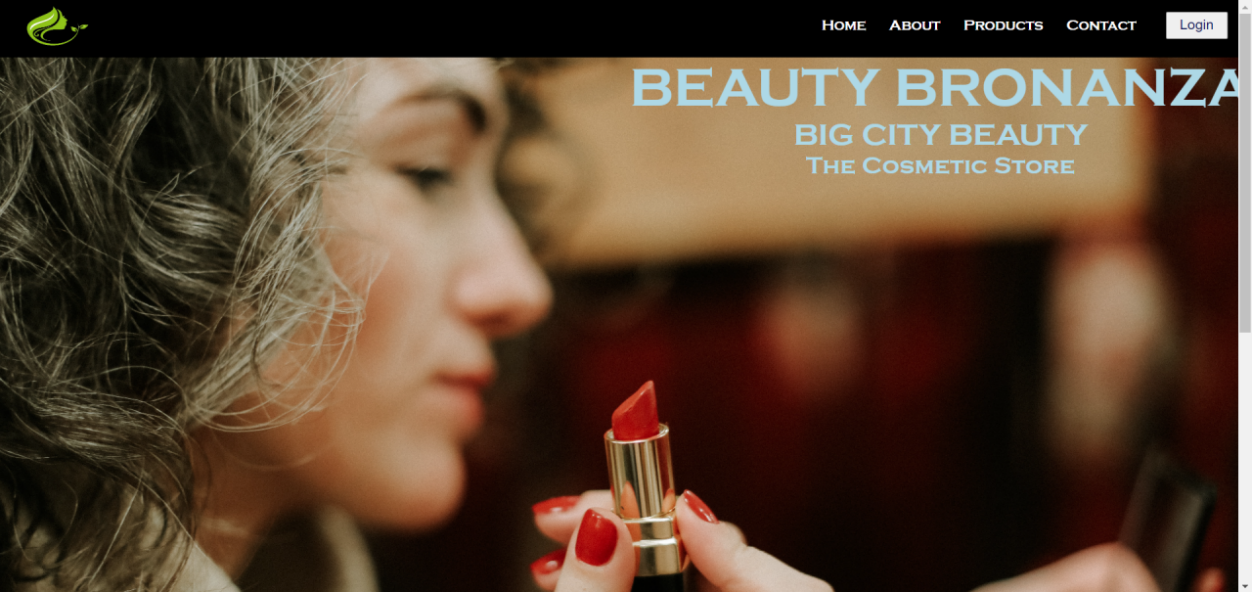 Home About Products Contact Login
BEAUTY BRONANZA
BIG CITY BEAUTY
The Cosmetic Store